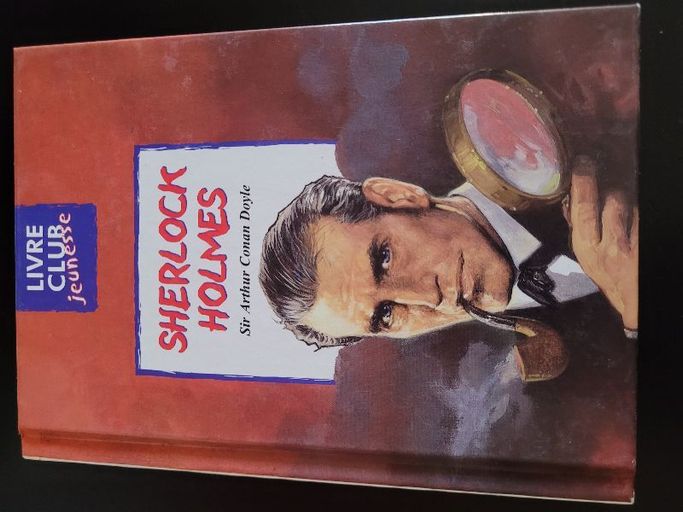 LIVRE
CLUB
jeunesse
SHERLOCK
HOLMES
Sir Arthur Conan Doyle